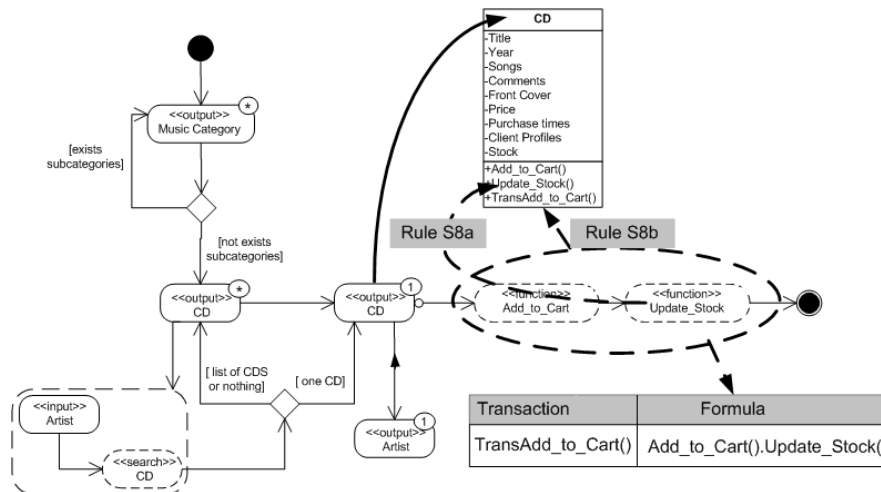 CD
-Title
-Year
-Songs
-Comments
-Front Cover
-Price
-Purchase times
-Client Profiles
-Stock
+Add_to_Cart()
+Update_Stock()
+TransAdd_to_Cart()
<<output>>
Music Category
*
[exists
subcategories]
[not exists
subcategories]
Rule S8a
Rule S8b
<<output>>
CD
*
<<output>>
CD
1
<<function>>
Add_to_Cart
<<function>>
Update_Stock
[ list of CDS
or nothing]
[ one CD]
<<input>>
Artist
<<search>>
CD
<<output>>
Artist
1
Transaction Formula
TransAdd_to_Cart() Add_to_Cart().Update_Stock(